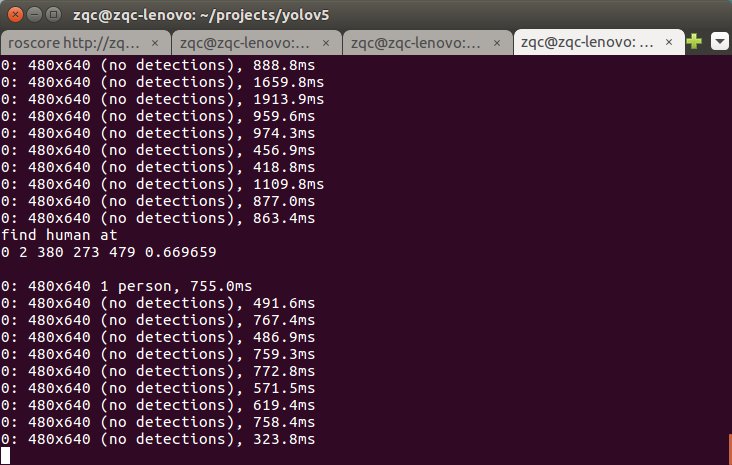 zqc@zqc-lenovo: ~/projects/yolov5
roscore http://zq... × zqc@zqc-lenovo:... × zqc@zqc-lenovo:... × zqc@zqc-lenovo: ... ×
0: 480x640 (no detections), 888.8ms
0: 480x640 (no detections), 1659.8ms
0: 480x640 (no detections), 1913.9ms
0: 480x640 (no detections), 959.6ms
0: 480x640 (no detections), 974.3ms
0: 480x640 (no detections), 456.9ms
0: 480x640 (no detections), 418.8ms
0: 480x640 (no detections), 1109.8ms
0: 480x640 (no detections), 877.0ms
0: 480x640 (no detections), 863.4ms
find human at
0 2 380 273 479 0.669659
0: 480x640 1 person, 755.0ms
0: 480x640 (no detections), 491.6ms
0: 480x640 (no detections), 767.4ms
0: 480x640 (no detections), 486.9ms
0: 480x640 (no detections), 759.3ms
0: 480x640 (no detections), 772.8ms
0: 480x640 (no detections), 571.5ms
0: 480x640 (no detections), 619.4ms
0: 480x640 (no detections), 758.4ms
0: 480x640 (no detections), 323.8ms